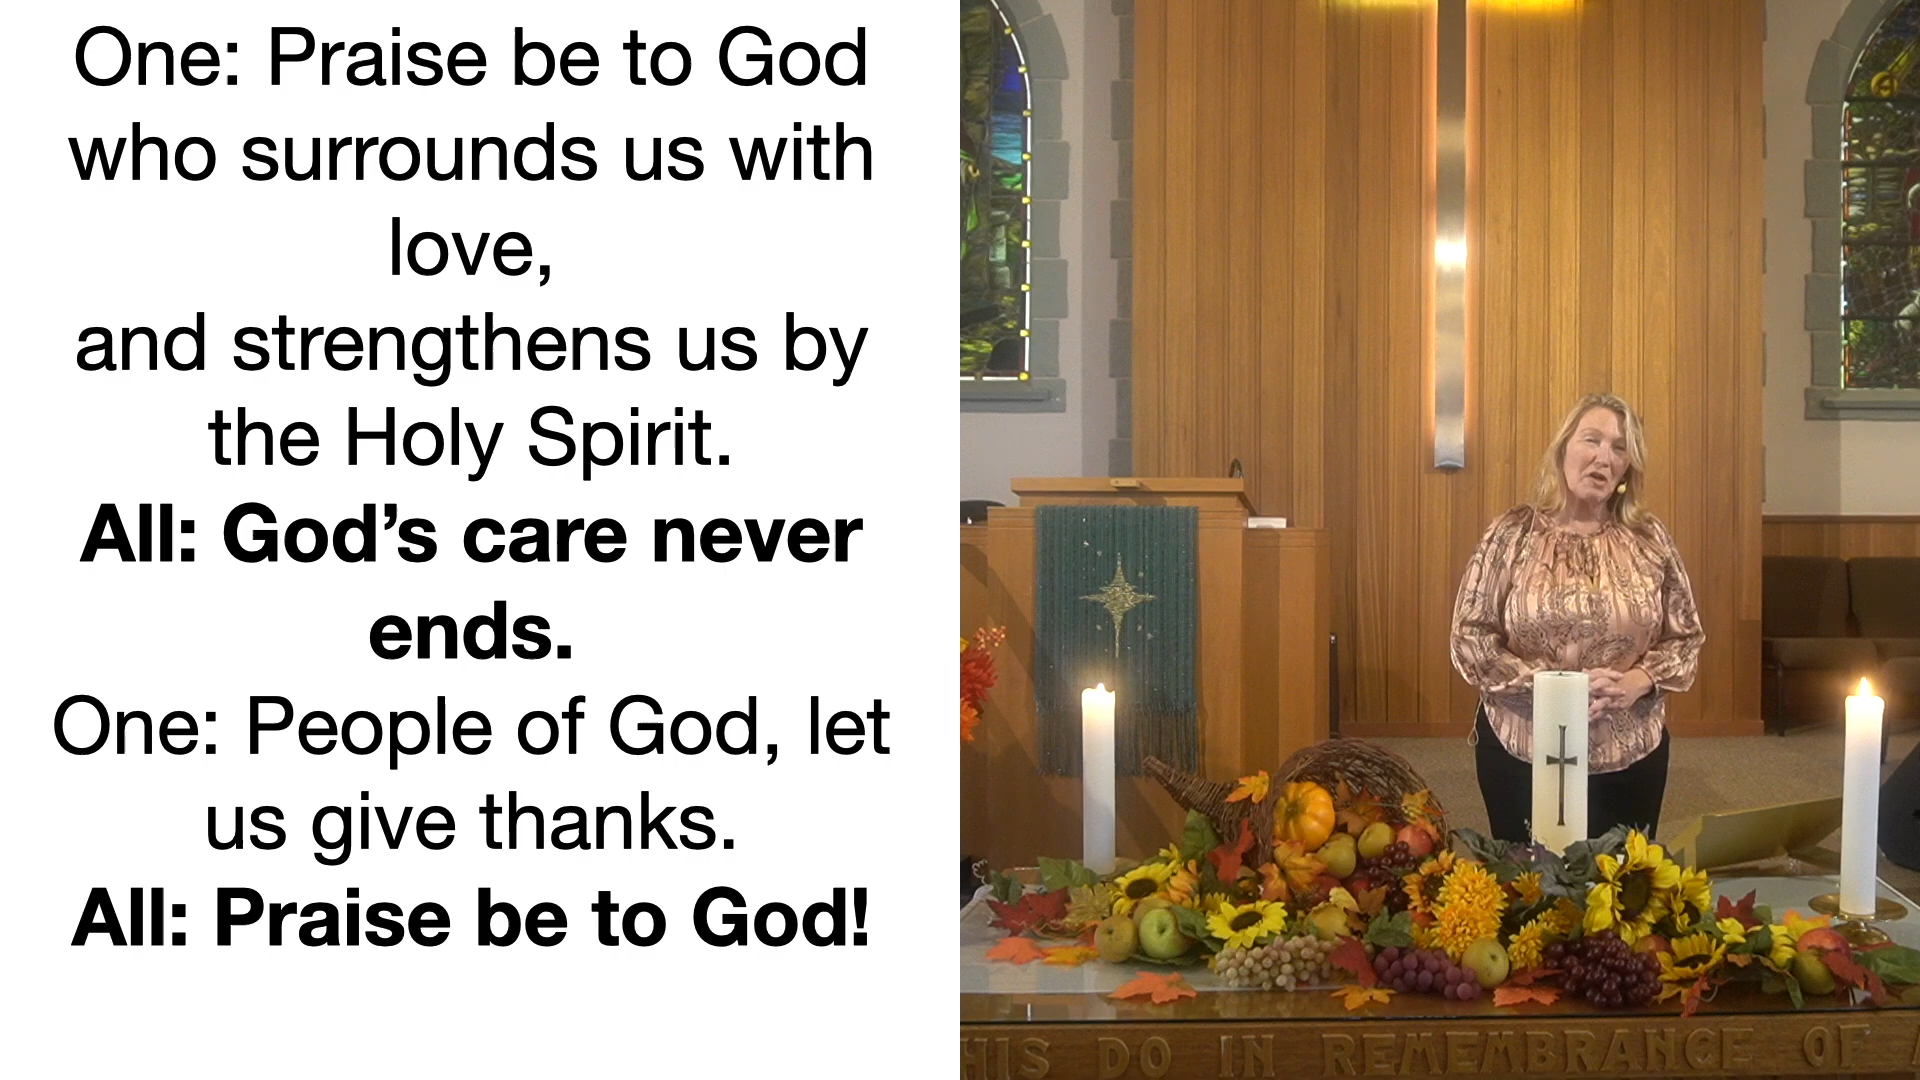 One: Praise be to God
who surrounds us with
love,
and strengthens us by
the Holy Spirit.
All: God’s care never
ends.
One: People of God, let
us give thanks.
All: Praise be to God!
HIS DO IN REMEMBRANCE OF